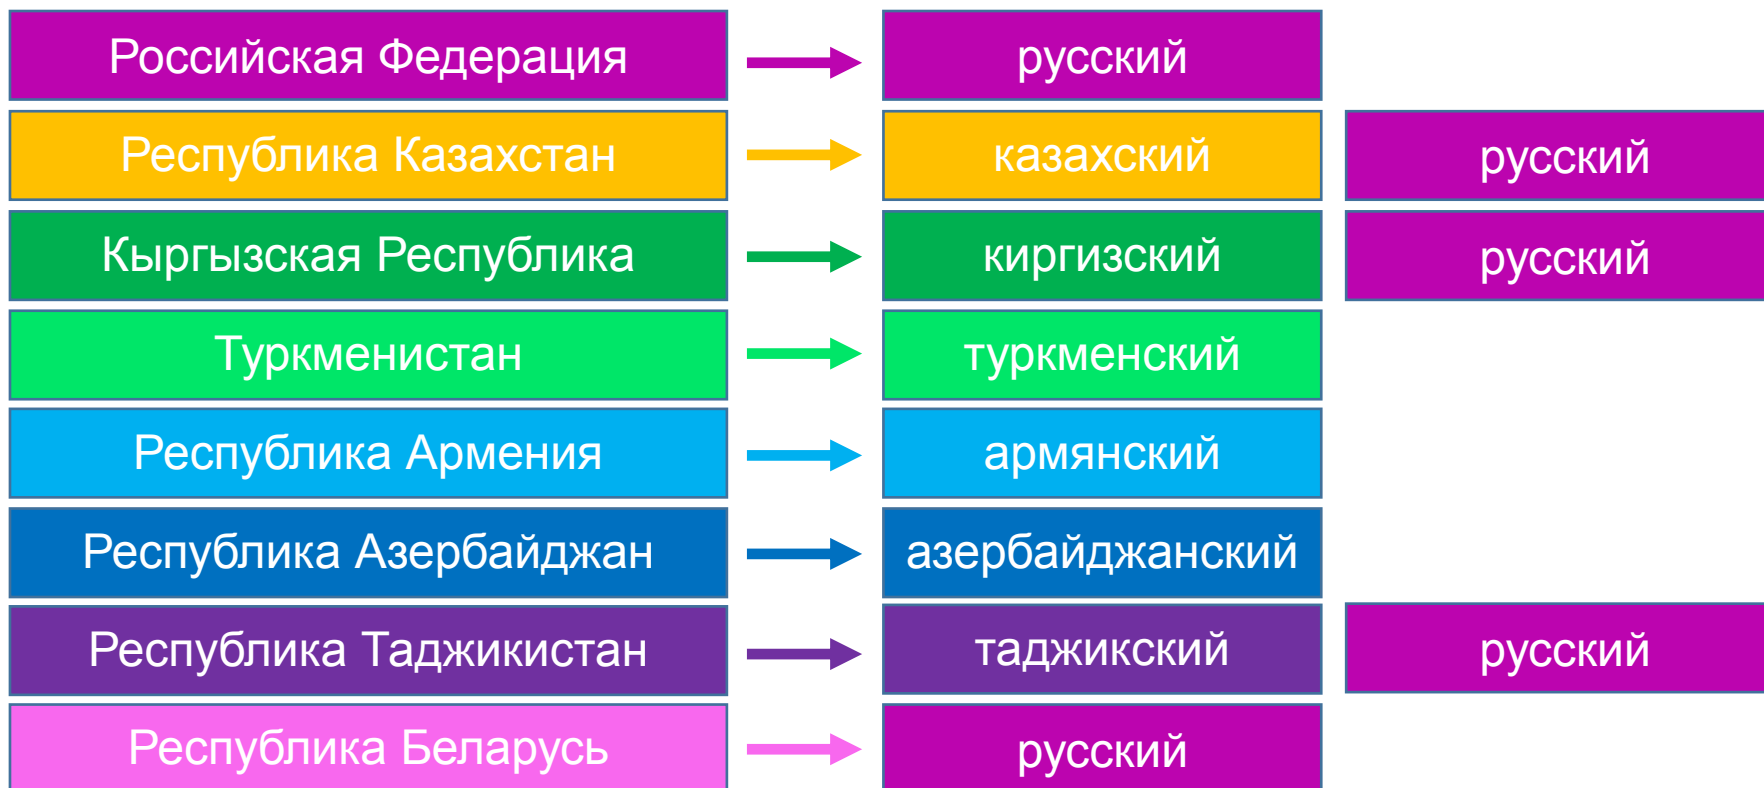 Российская Федерация русский
Республика Казахстан казахский русский
Кыргызская Республика киргизский русский
Туркменистан туркменский
Республика Армения армянский
Республика Азербайджан азербайджанский
Республика Таджикистан таджикский русский
Республика Беларусь русский